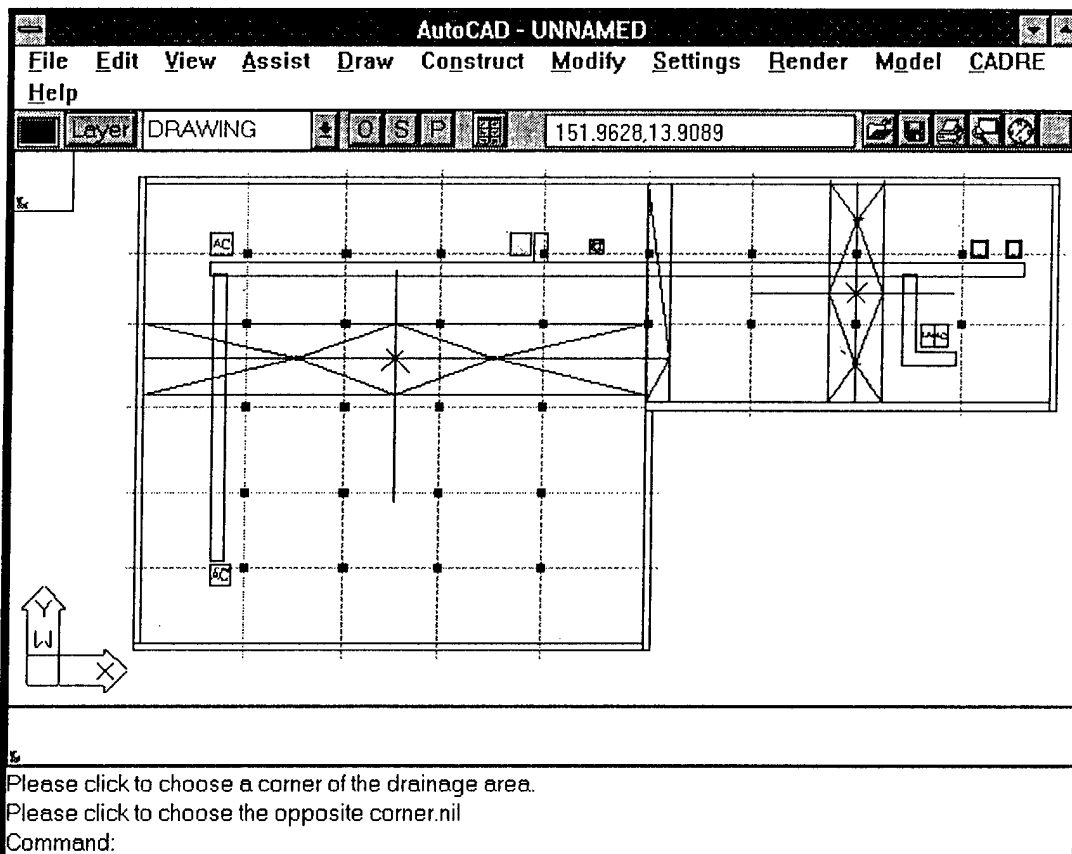 AutoCAD - UNNAMED
File Edit View Assist Draw Construct Modify Settings Render Model CADRE
Help
Layer DRAWING O S P 151.9628,13.9089
AC
AC
Y
W
X
Please click to choose a corner of the drainage area.
Please click to choose the opposite corner.nil
Command: